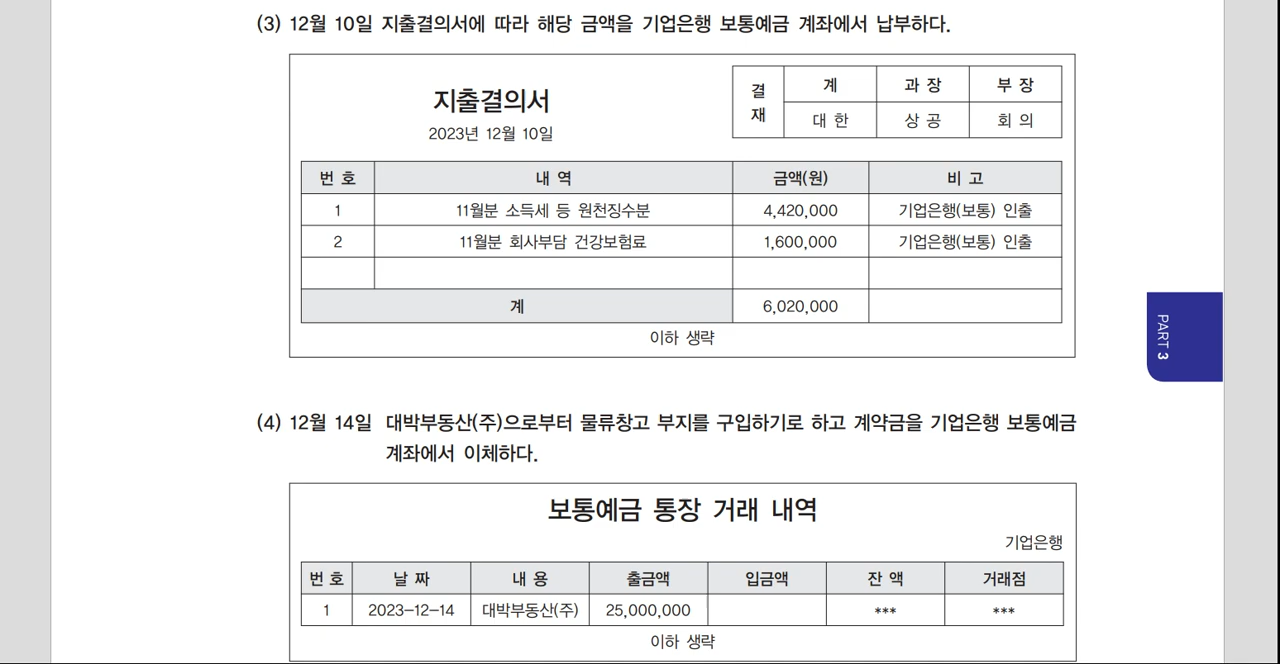 (3) 12월 10일 지출결의서에 따라 해당 금액을 기업은행 보통예금 계좌에서 납부하다.
지출결의서
2023년 12월 10일
결재 계 과장 부장
대한 상공 회의
번호 내역 금액(원) 비고
1 11월분 소득세 등 원천징수분 4,420,000 기업은행(보통) 인출
2 11월분 회사부담 건강보험료 1,600,000 기업은행(보통) 인출
계 6,020,000
이하 생략
PART 3
(4) 12월 14일 대박부동산(주)으로부터 물류창고 부지를 구입하기로 하고 계약금을 기업은행 보통예금
계좌에서 이체하다.
보통예금 통장 거래 내역
기업은행
번호 날짜 내용 출금액 입금액 잔액 거래점
1 2023-12-14 대박부동산(주) 25,000,000 *** ***
이하 생략